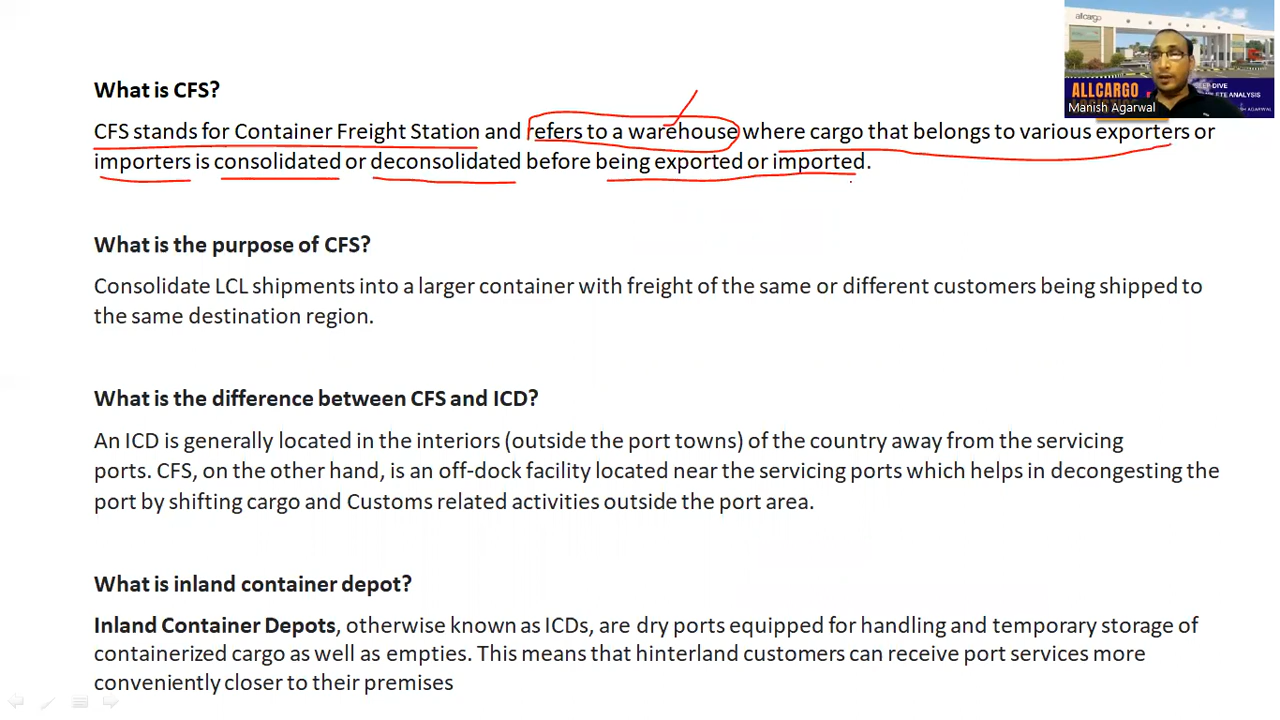 allcargo
ALLCARGO
DEEP DIVE
Manish Agarwal
What is CFS?
CFS stands for Container Freight Station and refers to a warehouse where cargo that belongs to various exporters or
importers is consolidated or deconsolidated before being exported or imported.
What is the purpose of CFS?
Consolidate LCL shipments into a larger container with freight of the same or different customers being shipped to
the same destination region.
What is the difference between CFS and ICD?
An ICD is generally located in the interiors (outside the port towns) of the country away from the servicing
ports. CFS, on the other hand, is an off-dock facility located near the servicing ports which helps in decongesting the
port by shifting cargo and Customs related activities outside the port area.
What is inland container depot?
Inland Container Depots, otherwise known as ICDs, are dry ports equipped for handling and temporary storage of
containerized cargo as well as empties. This means that hinterland customers can receive port services more
conveniently closer to their premises